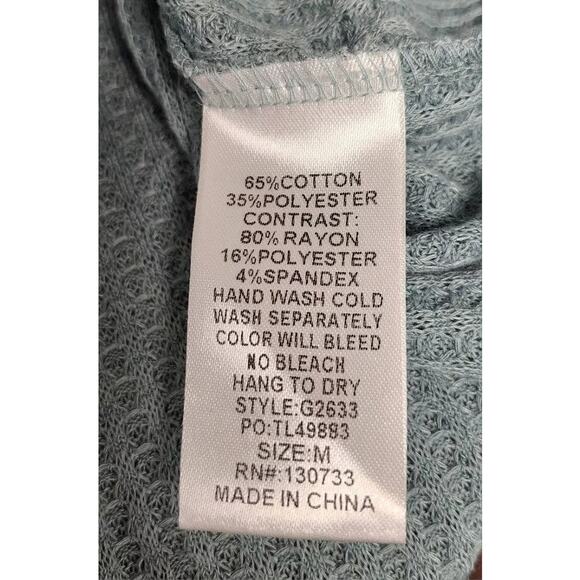 65%COTTON
35%POLYESTER
CONTRAST:
80% RAYON
16%POLYESTER
4%SPANDEX
HAND WASH COLD
WASH SEPARATELY
COLOR WILL BLEED
NO BLEACH
HANG TO DRY
STYLE:G2633
PO:TL49893
SIZE:M
RN#:130733
MADE IN CHINA